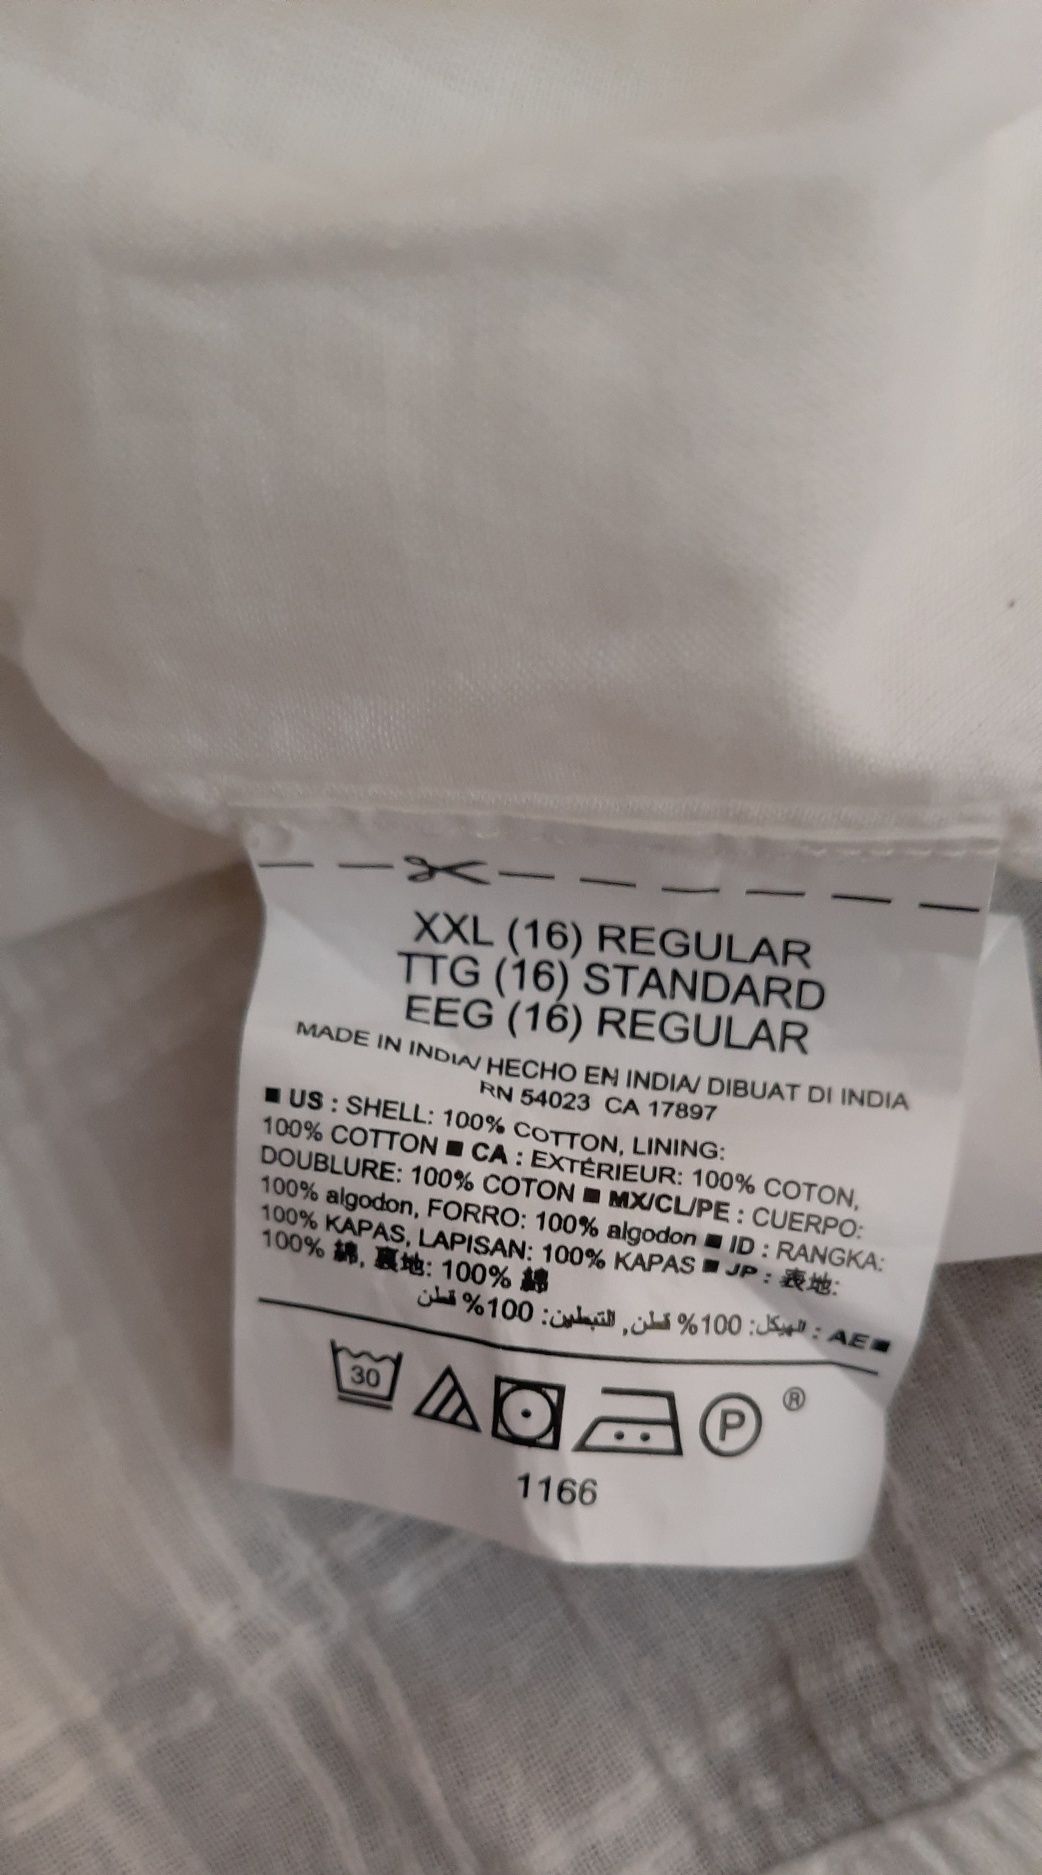 XXL (16) REGULAR
TTG (16) STANDARD
EEG (16) REGULAR
MADE IN INDIA/ HECHO EN INDIA/ DIBUAT DI INDIA
RN 54023 CA 17897
■ US : SHELL: 100% COTTON, LINING:
100% COTTON ■ CA : EXTÉRIEUR: 100% COTON,
DOUBLURE: 100% COTON ■ MX/CL/PE : CUERPO:
100% algodon, FORRO: 100% algodon ■ ID : RANGKA:
100% KAPAS, LAPISAN: 100% KAPAS ■ JP : 表地:
100% 綿, 裏地: 100% 綿
■ AE : الهيكل: 100% قطن, التبطين: 100% قطن
30
P
®
1166